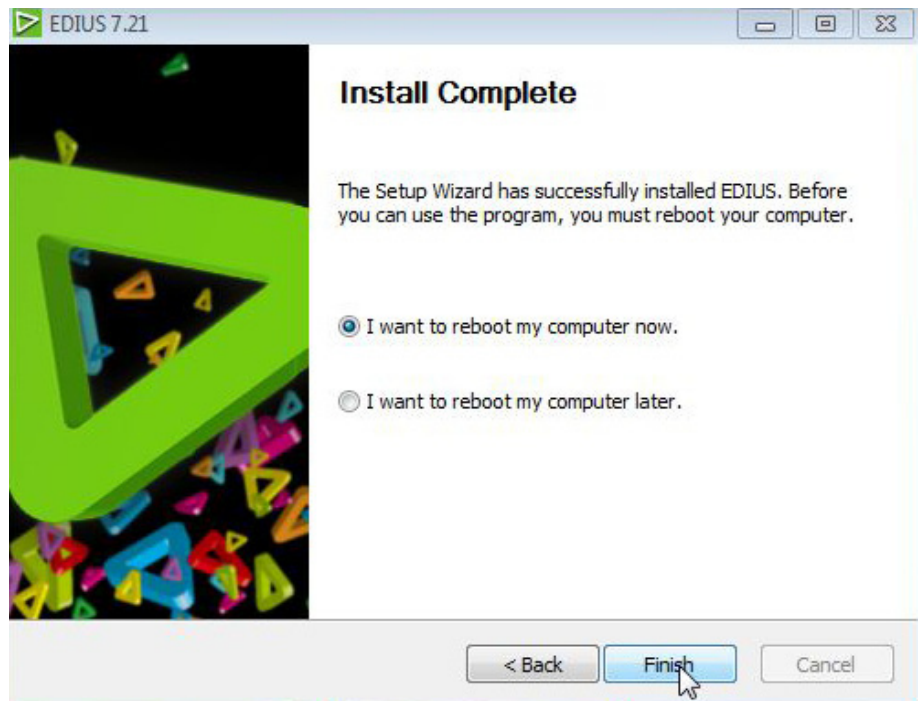 EDIUS 7.21
Install Complete
The Setup Wizard has successfully installed EDIUS. Before
you can use the program, you must reboot your computer.
I want to reboot my computer now.
I want to reboot my computer later.
< Back Finish Cancel